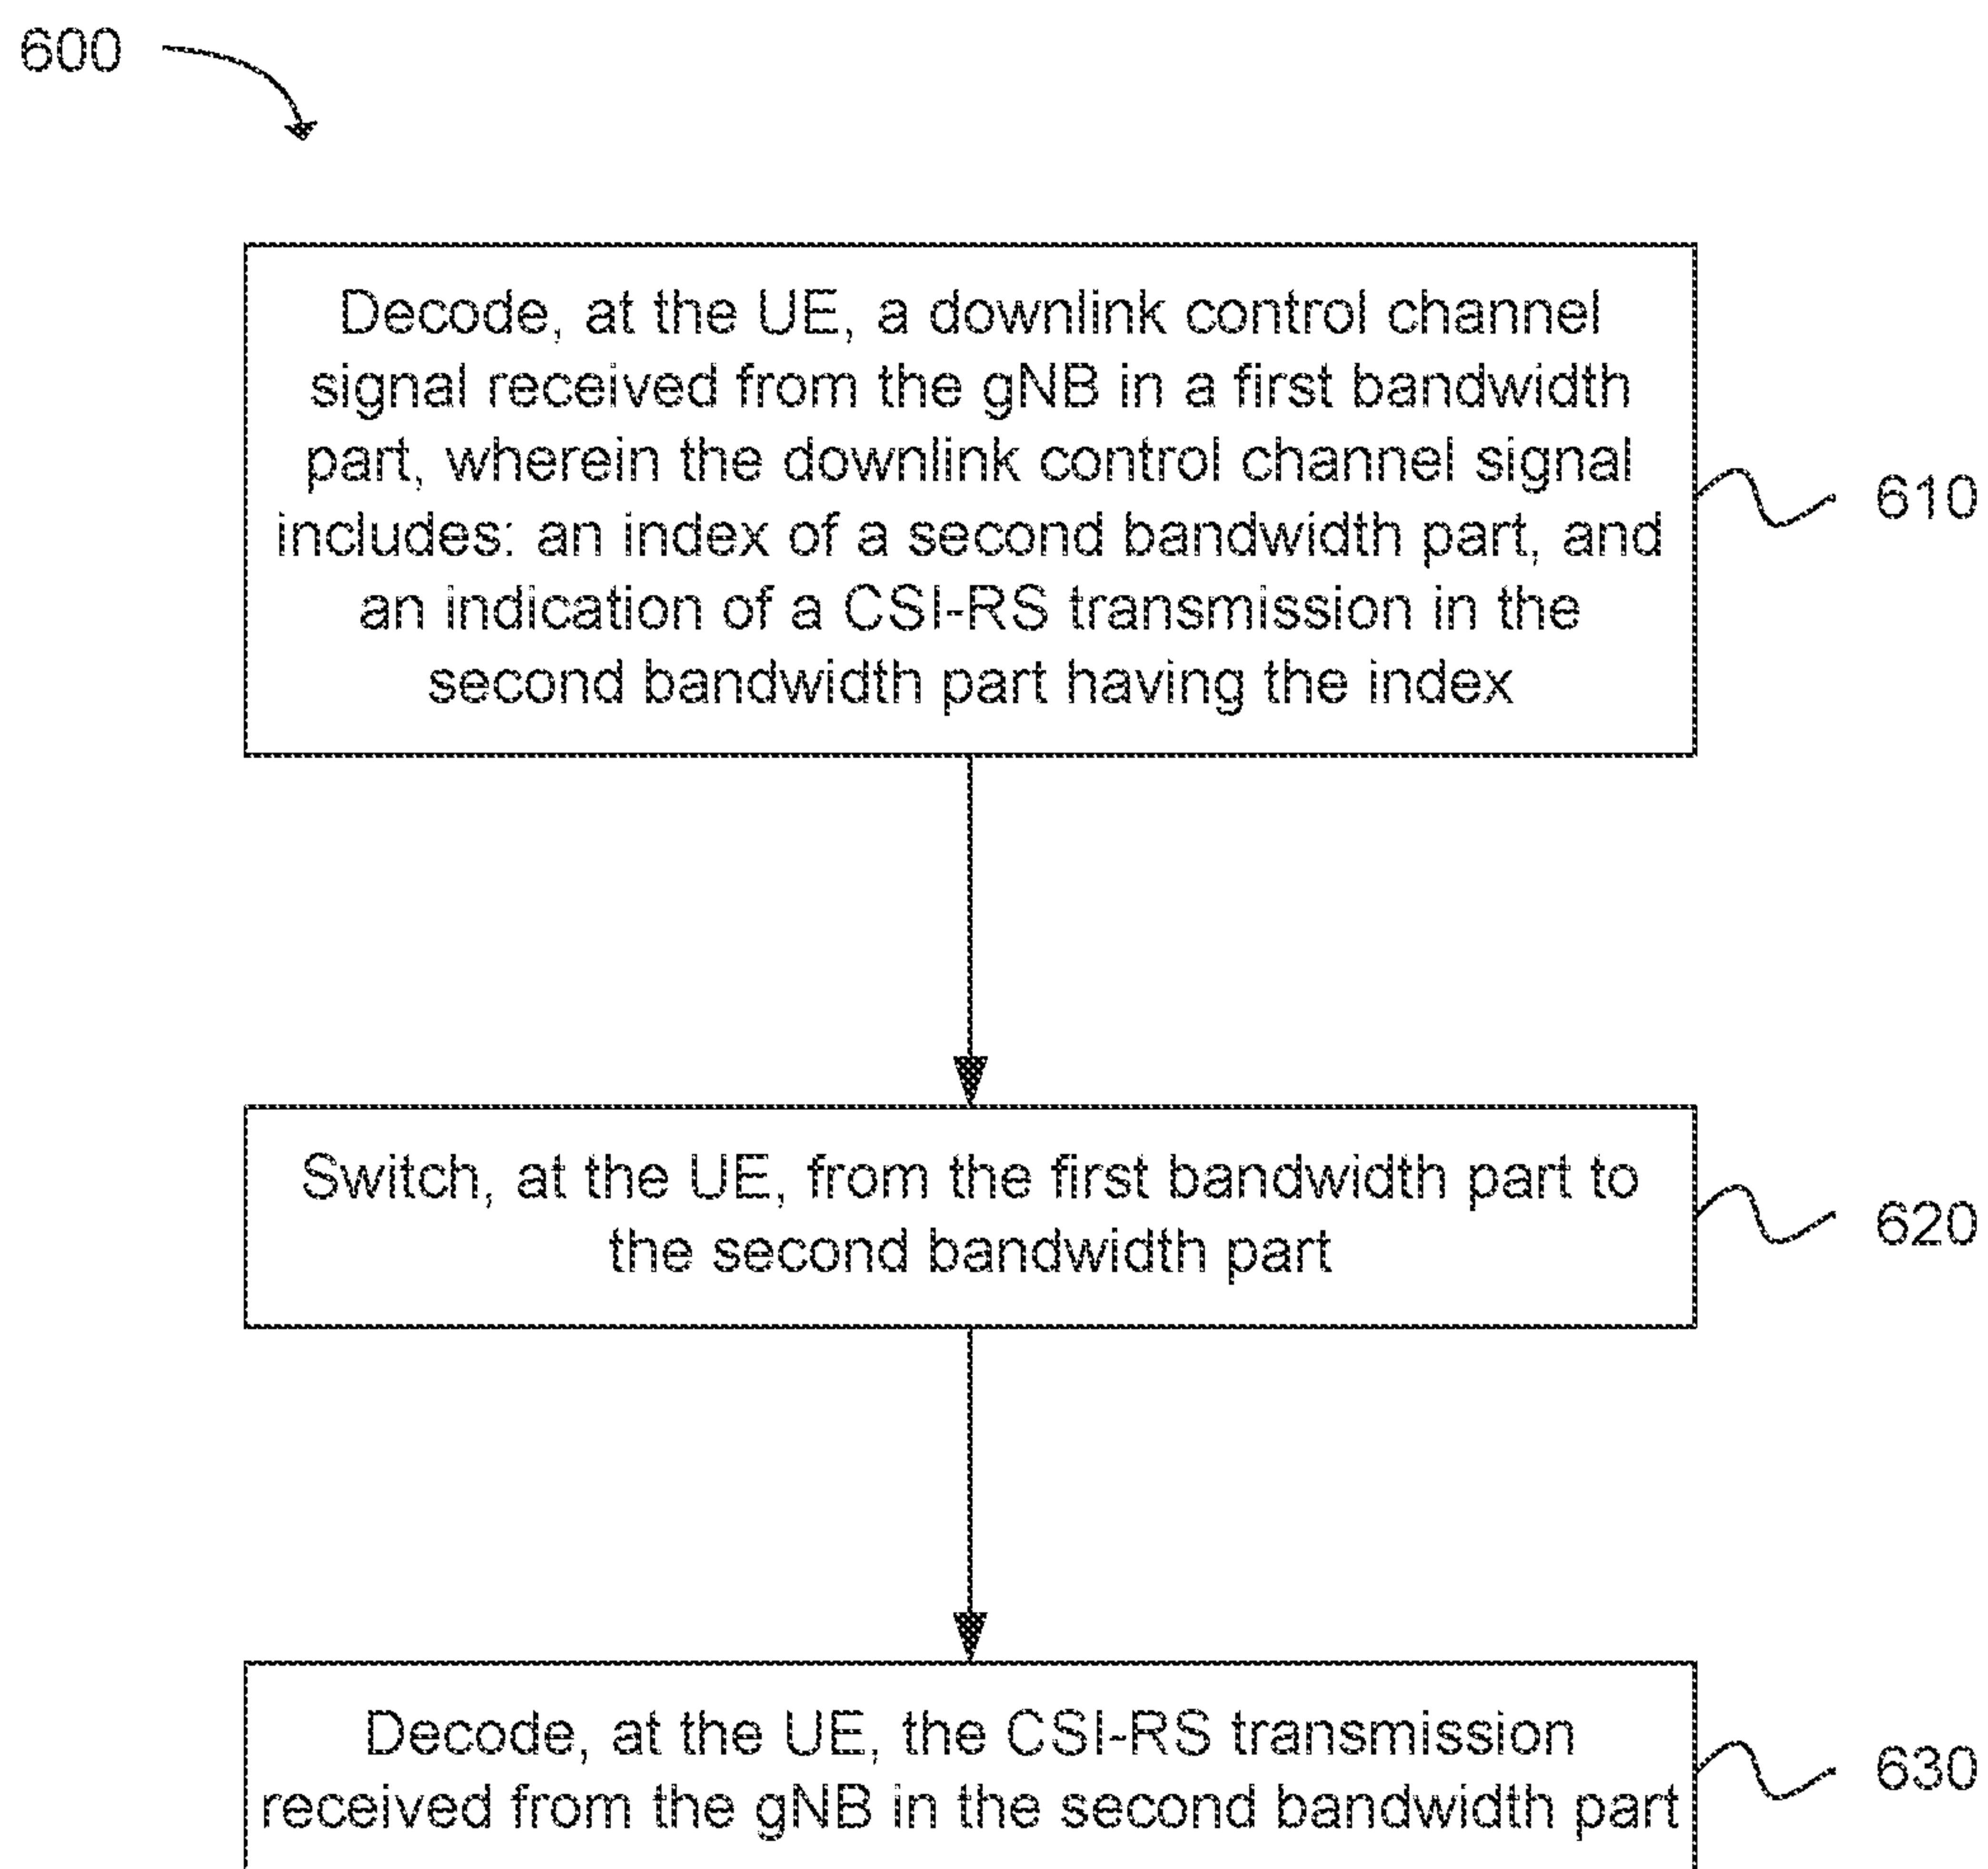 600
Decode, at the UE, a downlink control channel
signal received from the gNB in a first bandwidth
part, wherein the downlink control channel signal
includes: an index of a second bandwidth part, and
an indication of a CSI-RS transmission in the
second bandwidth part having the index
610
Switch, at the UE, from the first bandwidth part to
the second bandwidth part
620
Decode, at the UE, the CSI-RS transmission
received from the gNB in the second bandwidth part
630